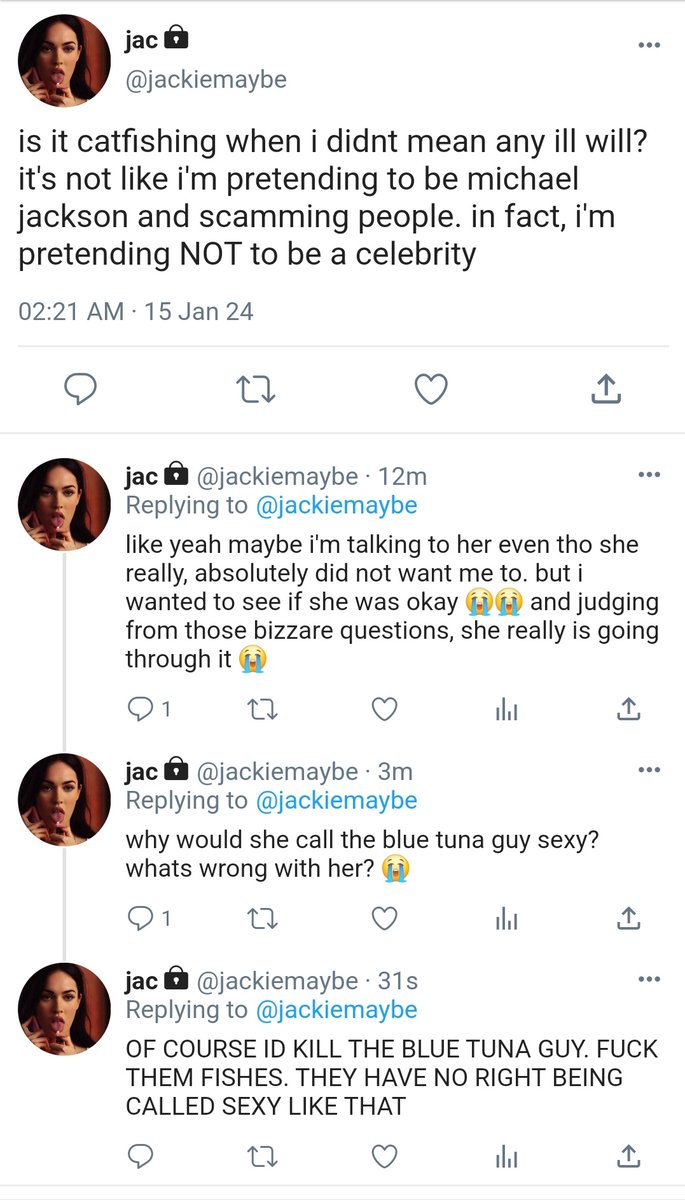 jac
@jackiemaybe
is it catfishing when i didnt mean any ill will?
it's not like i'm pretending to be michael
jackson and scamming people. in fact, i'm
pretending NOT to be a celebrity
02:21 AM · 15 Jan 24
jac 🔒 @jackiemaybe · 12m
Replying to @jackiemaybe
like yeah maybe i'm talking to her even tho she
really, absolutely did not want me to. but i
wanted to see if she was okay 😭😭 and judging
from those bizzare questions, she really is going
through it 😭
1
jac 🔒 @jackiemaybe · 3m
Replying to @jackiemaybe
why would she call the blue tuna guy sexy?
whats wrong with her? 😭
1
jac 🔒 @jackiemaybe · 31s
Replying to @jackiemaybe
OF COURSE ID KILL THE BLUE TUNA GUY. FUCK
THEM FISHES. THEY HAVE NO RIGHT BEING
CALLED SEXY LIKE THAT